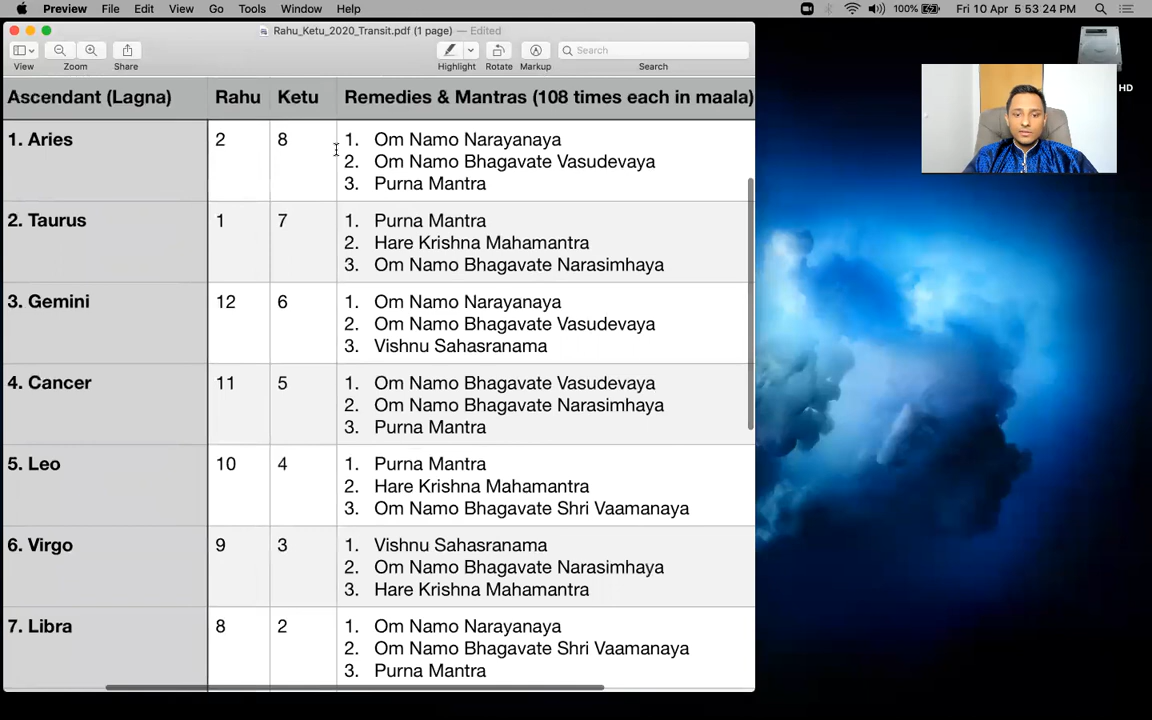 Preview File Edit View Go Tools Window Help 100% Fri 10 Apr 5 53 24 PM
Rahu_Ketu_2020_Transit.pdf (1 page) — Edited
Search
View Zoom Share Highlight Rotate Markup Search
Ascendant (Lagna) Rahu Ketu Remedies & Mantras (108 times each in maala)
HD
1. Aries 2 8 1. Om Namo Narayanaya
2. Om Namo Bhagavate Vasudevaya
3. Purna Mantra
2. Taurus 1 7 1. Purna Mantra
2. Hare Krishna Mahamantra
3. Om Namo Bhagavate Narasimhaya
3. Gemini 12 6 1. Om Namo Narayanaya
2. Om Namo Bhagavate Vasudevaya
3. Vishnu Sahasranama
4. Cancer 11 5 1. Om Namo Bhagavate Vasudevaya
2. Om Namo Bhagavate Narasimhaya
3. Purna Mantra
5. Leo 10 4 1. Purna Mantra
2. Hare Krishna Mahamantra
3. Om Namo Bhagavate Shri Vaamanaya
6. Virgo 9 3 1. Vishnu Sahasranama
2. Om Namo Bhagavate Narasimhaya
3. Hare Krishna Mahamantra
7. Libra 8 2 1. Om Namo Narayanaya
2. Om Namo Bhagavate Shri Vaamanaya
3. Purna Mantra